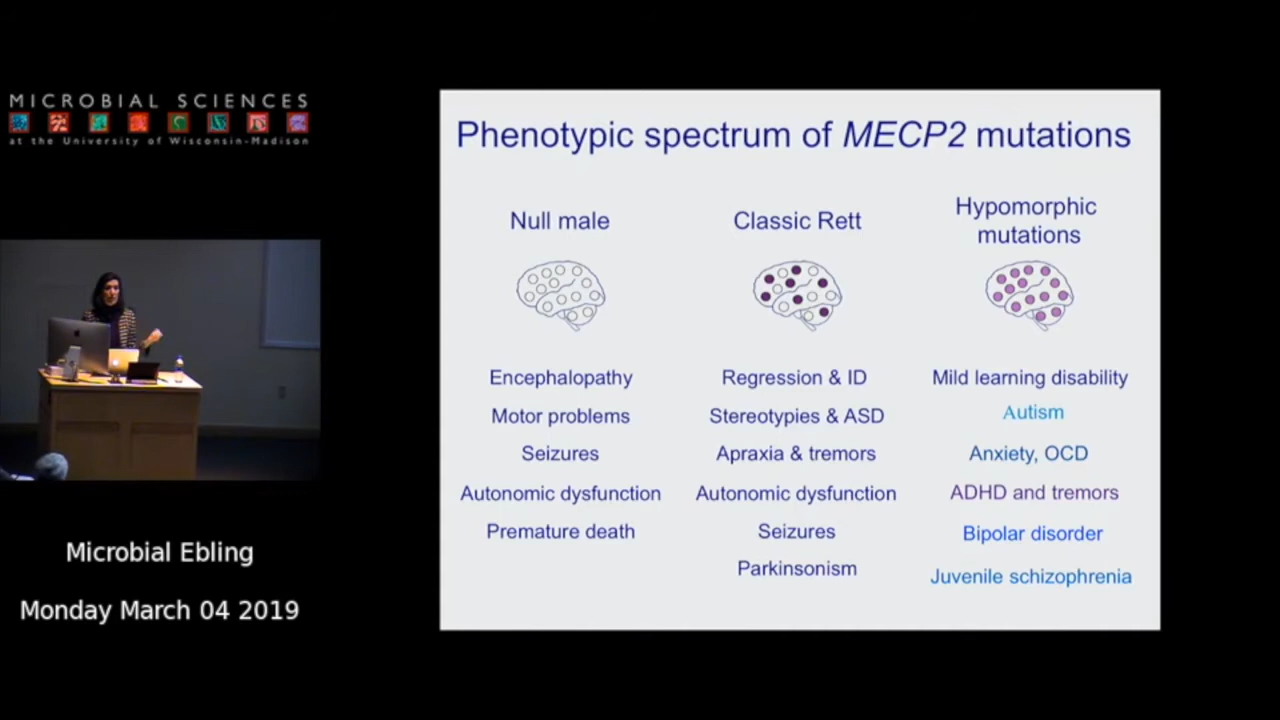 MICROBIAL SCIENCES
at the University of Wisconsin-Madison
Microbial Ebling
Monday March 04 2019
Phenotypic spectrum of MECP2 mutations
Null male
Encephalopathy
Motor problems
Seizures
Autonomic dysfunction
Premature death
Classic Rett
Regression & ID
Stereotypies & ASD
Apraxia & tremors
Autonomic dysfunction
Seizures
Parkinsonism
Hypomorphic
mutations
Mild learning disability
Autism
Anxiety, OCD
ADHD and tremors
Bipolar disorder
Juvenile schizophrenia